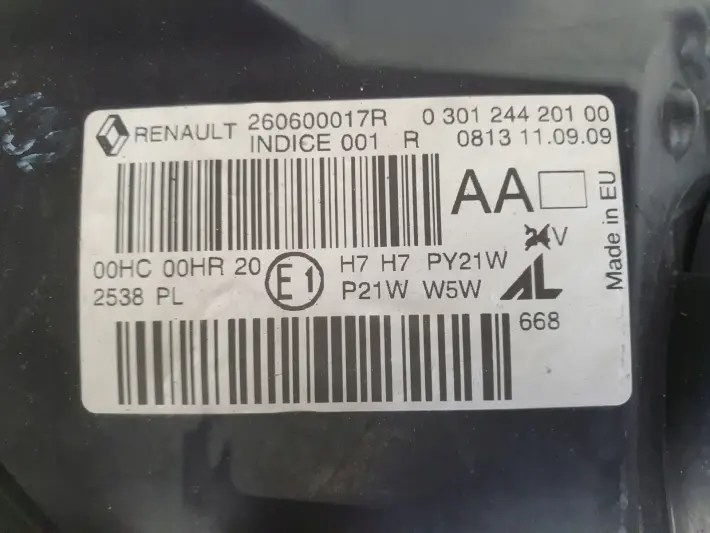 RENAULT 260600017R 0 301 244 201 00
INDICE 001 R 0813 11.09.09
AA
Made in EU
00HC 00HR 20 E1 H7 H7 PY21W 24V
2538 PL P21W W5W AL
668